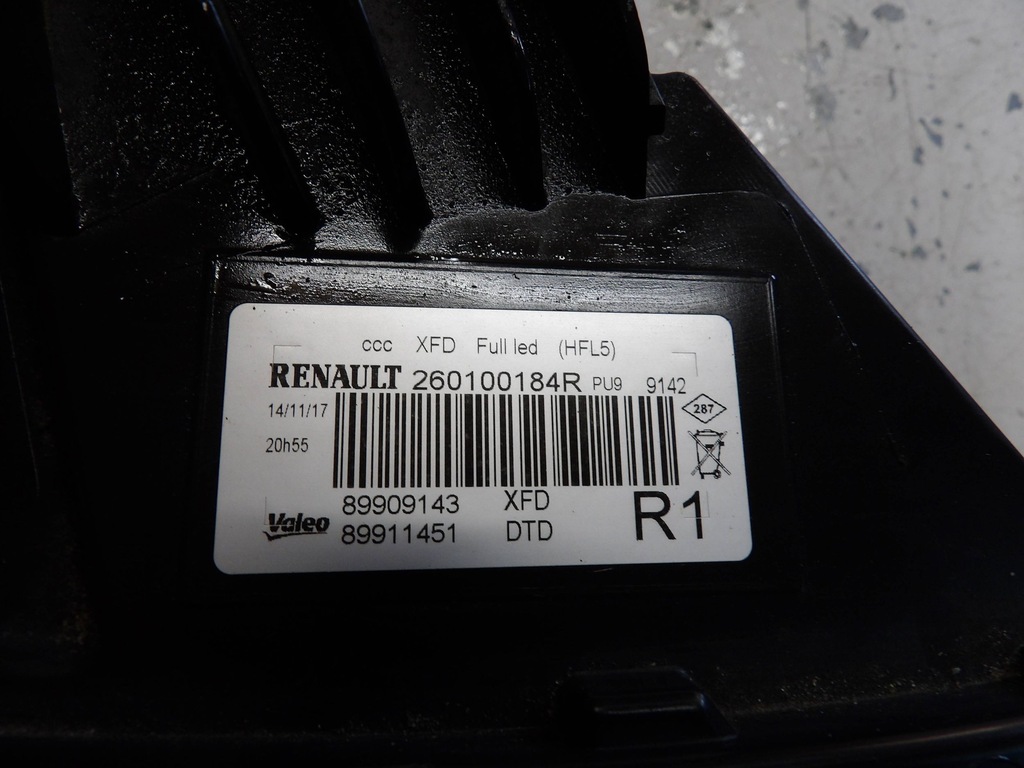 ccc XFD Full led (HFL5)
RENAULT 260100184R PU9 9142
14/11/17
287
20h55
89909143 XFD R1
Valeo 89911451 DTD